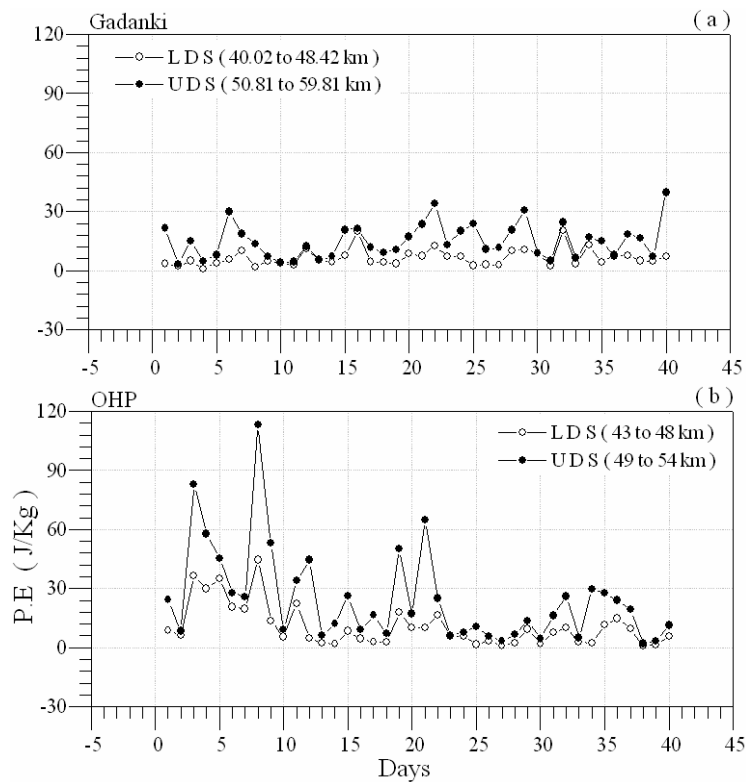 Gadanki ( a )
120
L D S ( 40.02 to 48.42 km )
U D S ( 50.81 to 59.81 km )
90
60
30
0
-30
-5 0 5 10 15 20 25 30 35 40 45
OHP ( b )
120
L D S ( 43 to 48 km )
U D S ( 49 to 54 km )
90
60
30
0
-30
P.E ( J/Kg )
-5 0 5 10 15 20 25 30 35 40 45
Days